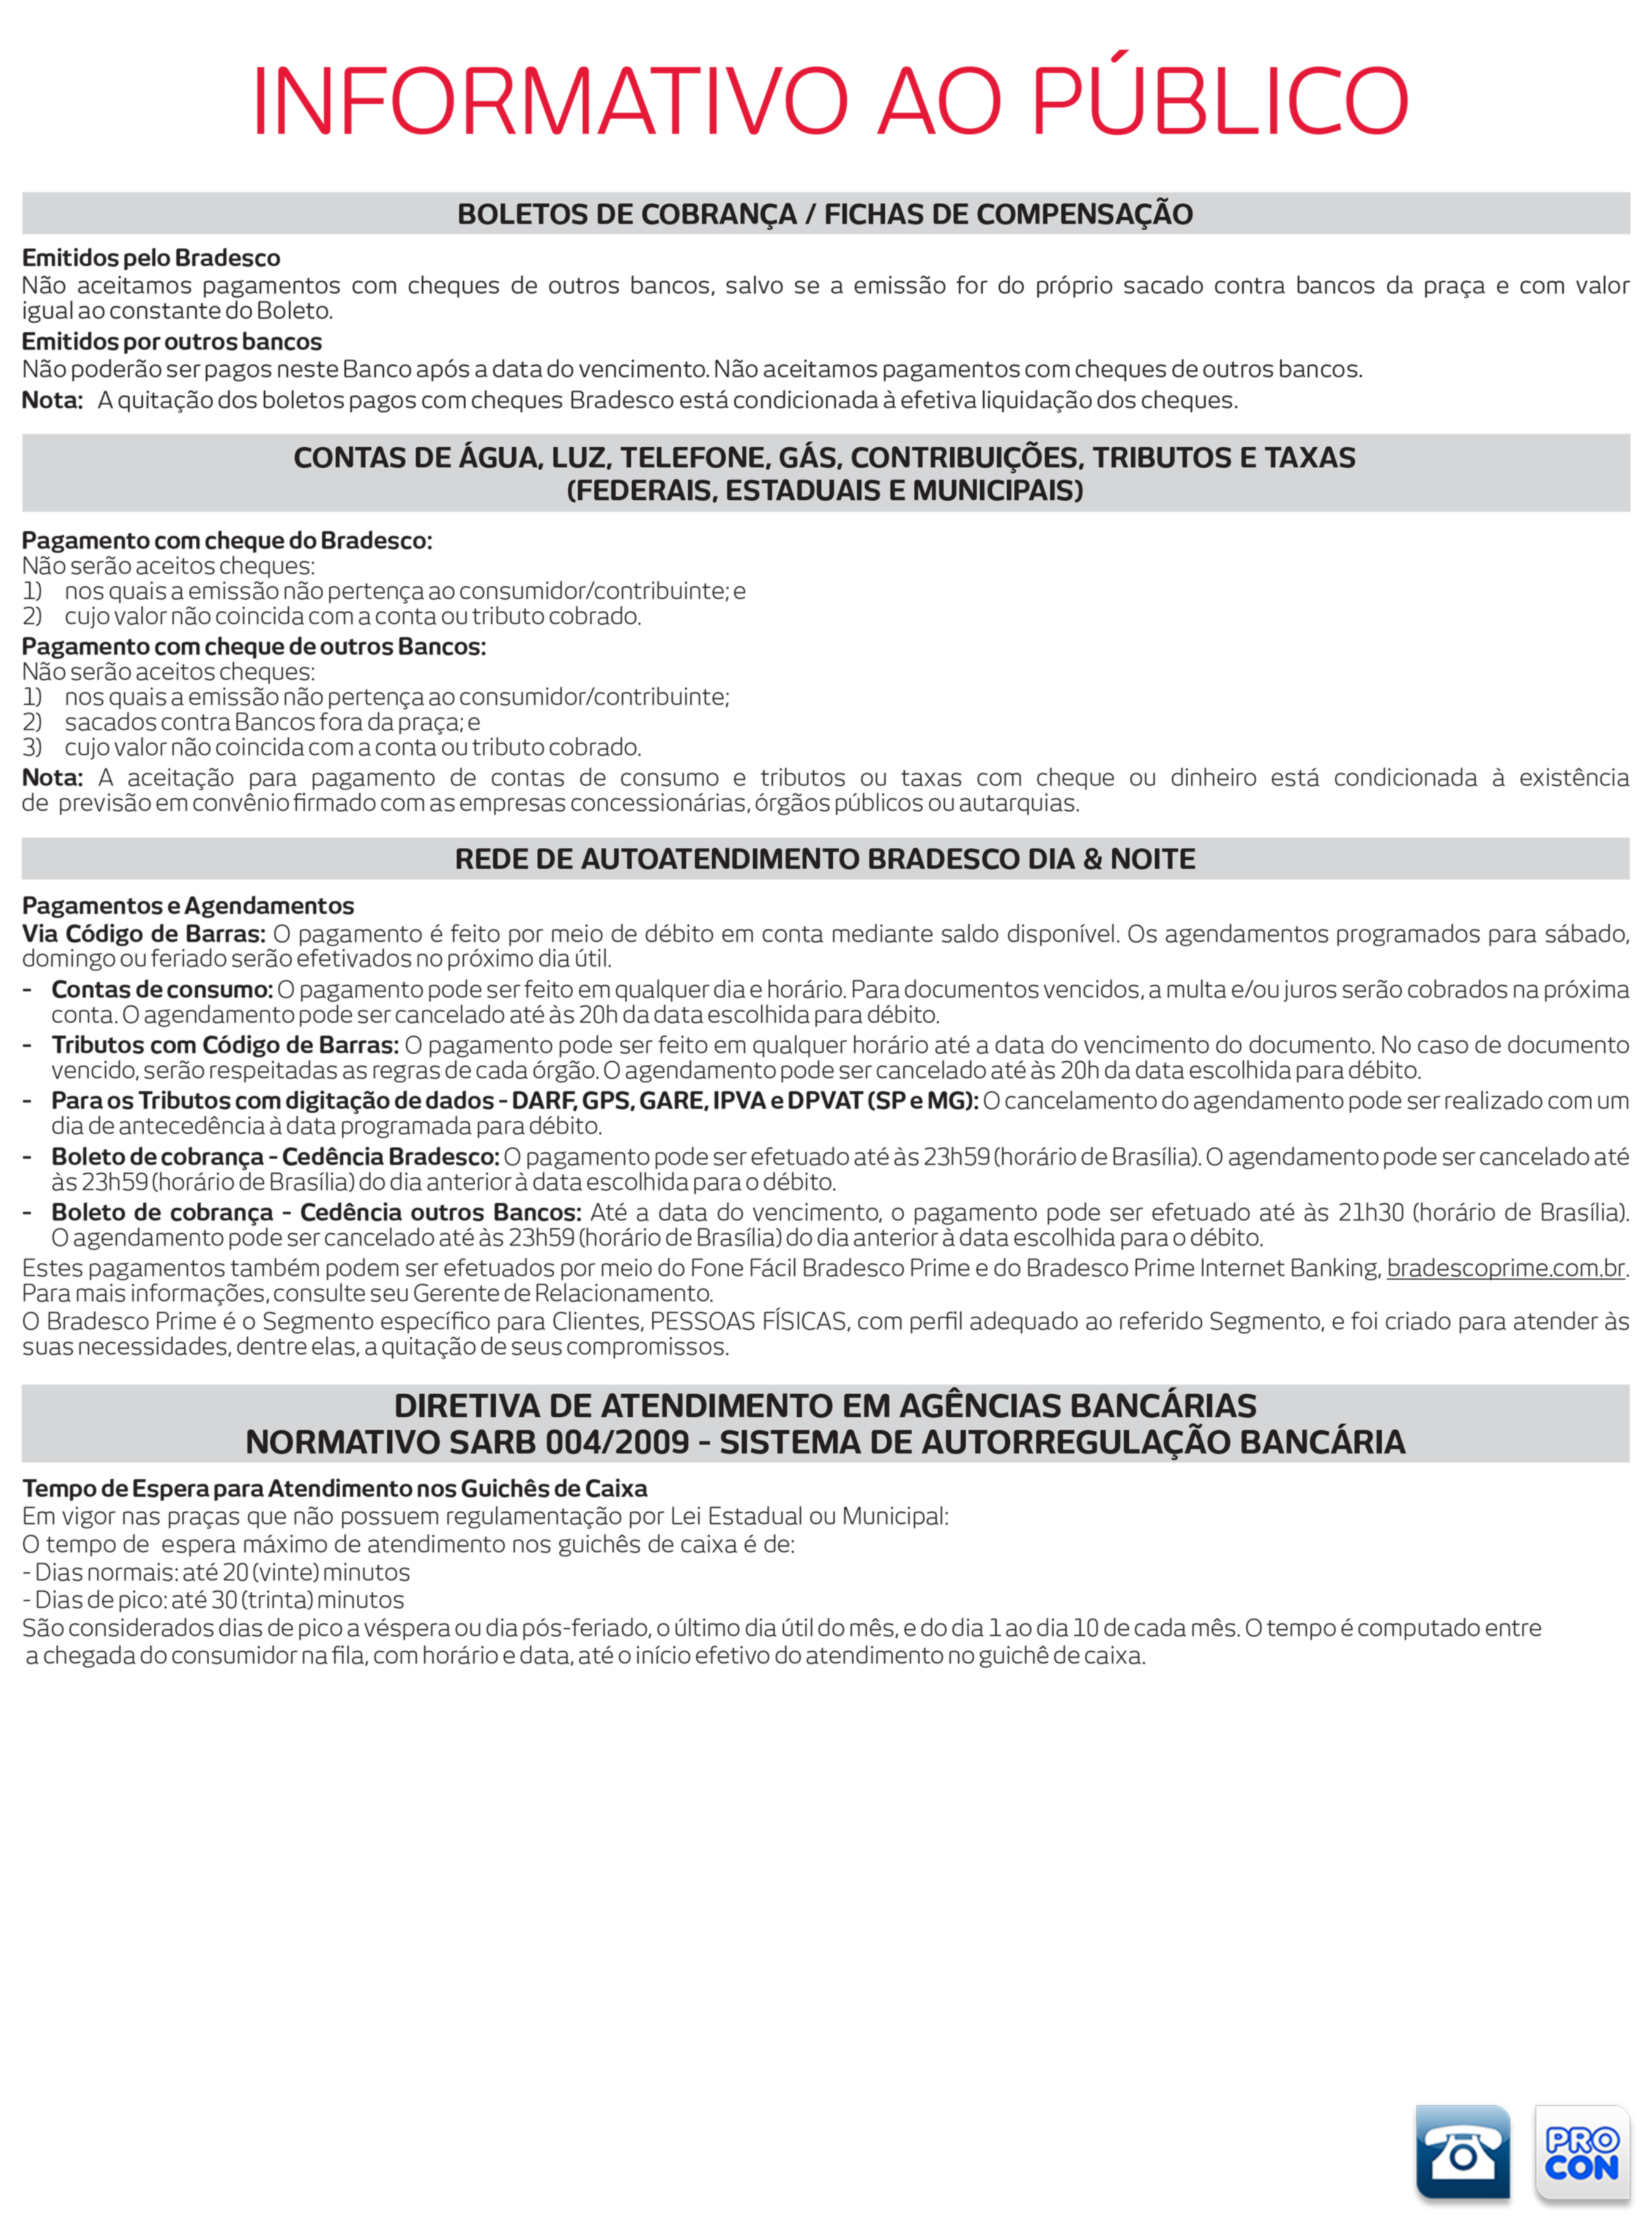 INFORMATIVO AO PÚBLICO
BOLETOS DE COBRANÇA / FICHAS DE COMPENSAÇÃO
Emitidos pelo Bradesco
Não aceitamos pagamentos com cheques de outros bancos, salvo se a emissão for do próprio sacado contra bancos da praça e com valor
igual ao constante do Boleto.
Emitidos por outros bancos
Não poderão ser pagos neste Banco após a data do vencimento. Não aceitamos pagamentos com cheques de outros bancos.
Nota: A quitação dos boletos pagos com cheques Bradesco está condicionada à efetiva liquidação dos cheques.
CONTAS DE ÁGUA, LUZ, TELEFONE, GÁS, CONTRIBUIÇÕES, TRIBUTOS E TAXAS
(FEDERAIS, ESTADUAIS E MUNICIPAIS)
Pagamento com cheque do Bradesco:
Não serão aceitos cheques:
1) nos quais a emissão não pertença ao consumidor/contribuinte; e
2) cujo valor não coincida com a conta ou tributo cobrado.
Pagamento com cheque de outros Bancos:
Não serão aceitos cheques:
1) nos quais a emissão não pertença ao consumidor/contribuinte;
2) sacados contra Bancos fora da praça; e
3) cujo valor não coincida com a conta ou tributo cobrado.
Nota: A aceitação para pagamento de contas de consumo e tributos ou taxas com cheque ou dinheiro está condicionada à existência
de previsão em convênio firmado com as empresas concessionárias, órgãos públicos ou autarquias.
REDE DE AUTOATENDIMENTO BRADESCO DIA & NOITE
Pagamentos e Agendamentos
Via Código de Barras: O pagamento é feito por meio de débito em conta mediante saldo disponível. Os agendamentos programados para sábado,
domingo ou feriado serão efetivados no próximo dia útil.
- Contas de consumo: O pagamento pode ser feito em qualquer dia e horário. Para documentos vencidos, a multa e/ou juros serão cobrados na próxima
conta. O agendamento pode ser cancelado até às 20h da data escolhida para débito.
- Tributos com Código de Barras: O pagamento pode ser feito em qualquer horário até a data do vencimento do documento. No caso de documento
vencido, serão respeitadas as regras de cada órgão. O agendamento pode ser cancelado até às 20h da data escolhida para débito.
- Para os Tributos com digitação de dados - DARF, GPS, GARE, IPVA e DPVAT (SP e MG): O cancelamento do agendamento pode ser realizado com um
dia de antecedência à data programada para débito.
- Boleto de cobrança - Cedência Bradesco: O pagamento pode ser efetuado até às 23h59 (horário de Brasília). O agendamento pode ser cancelado até
às 23h59 (horário de Brasília) do dia anterior à data escolhida para o débito.
- Boleto de cobrança - Cedência outros Bancos: Até a data do vencimento, o pagamento pode ser efetuado até às 21h30 (horário de Brasília).
O agendamento pode ser cancelado até às 23h59 (horário de Brasília) do dia anterior à data escolhida para o débito.
Estes pagamentos também podem ser efetuados por meio do Fone Fácil Bradesco Prime e do Bradesco Prime Internet Banking, bradescoprime.com.br.
Para mais informações, consulte seu Gerente de Relacionamento.
O Bradesco Prime é o Segmento específico para Clientes, PESSOAS FÍSICAS, com perfil adequado ao referido Segmento, e foi criado para atender às
suas necessidades, dentre elas, a quitação de seus compromissos.
DIRETIVA DE ATENDIMENTO EM AGÊNCIAS BANCÁRIAS
NORMATIVO SARB 004/2009 - SISTEMA DE AUTORREGULAÇÃO BANCÁRIA
Tempo de Espera para Atendimento nos Guichês de Caixa
Em vigor nas praças que não possuem regulamentação por Lei Estadual ou Municipal:
O tempo de espera máximo de atendimento nos guichês de caixa é de:
- Dias normais: até 20 (vinte) minutos
- Dias de pico: até 30 (trinta) minutos
São considerados dias de pico a véspera ou dia pós-feriado, o último dia útil do mês, e do dia 1 ao dia 10 de cada mês. O tempo é computado entre
a chegada do consumidor na fila, com horário e data, até o início efetivo do atendimento no guichê de caixa.
PRO
CON